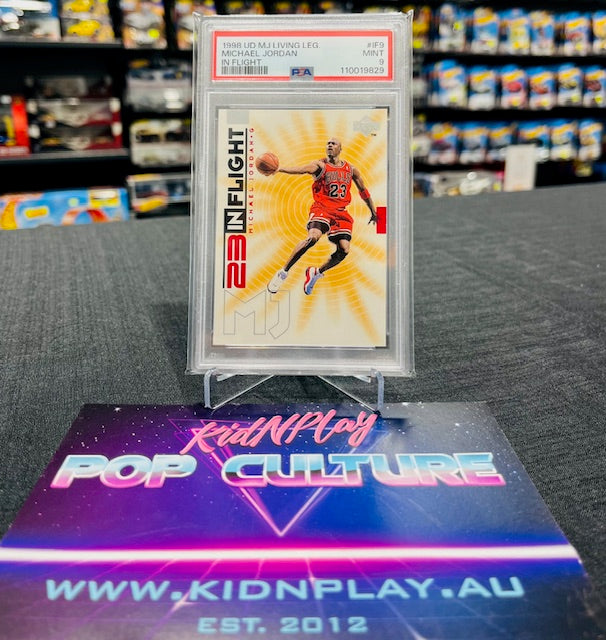 1998 UD MJ LIVING LEG. #IF9
MICHAEL JORDAN MINT
IN FLIGHT 9
PSA 110019829
23 IN FLIGHT
MICHAEL JORDAN
BULLS
23
MJ
KidNPlay
POP CULTURE
WWW.KIDNPLAY.AU
EST. 2012